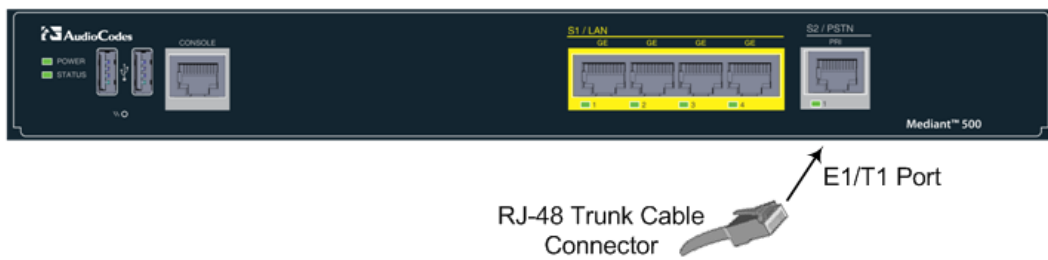 AudioCodes
POWER
STATUS
CONSOLE
S1 / LAN
GE GE GE GE
1 2 3 4
S2 / PSTN
PRI
1
Mediant™ 500
E1/T1 Port
RJ-48 Trunk Cable
Connector